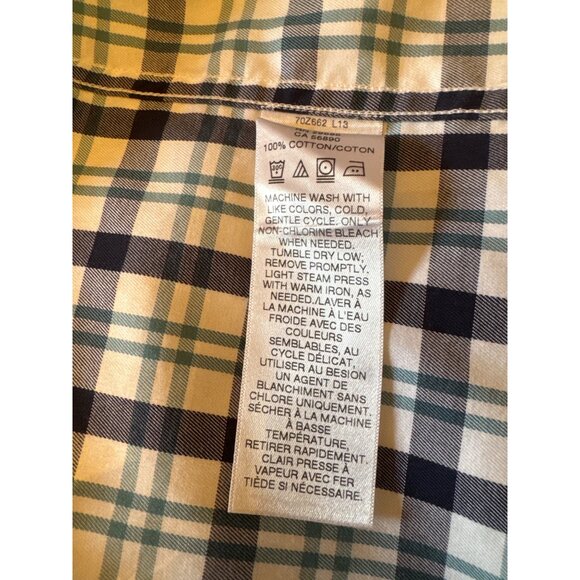 70Z662 L13
CA 56890
100% COTTON/COTON
MACHINE WASH WITH
LIKE COLORS, COLD,
GENTLE CYCLE. ONLY
NON-CHLORINE BLEACH
WHEN NEEDED.
TUMBLE DRY LOW;
REMOVE PROMPTLY.
LIGHT STEAM PRESS
WITH WARM IRON, AS
NEEDED./LAVER À
LA MACHINE À L'EAU
FROIDE AVEC DES
COULEURS
SEMBLABLES, AU
CYCLE DÉLICAT.
UTILISER AU BESION
UN AGENT DE
BLANCHIMENT SANS
CHLORE UNIQUEMENT.
SÉCHER À LA MACHINE
À BASSE
TEMPÉRATURE,
RETIRER RAPIDEMENT.
CLAIR PRESSE À
VAPEUR AVEC FER
TIÈDE SI NÉCESSAIRE.